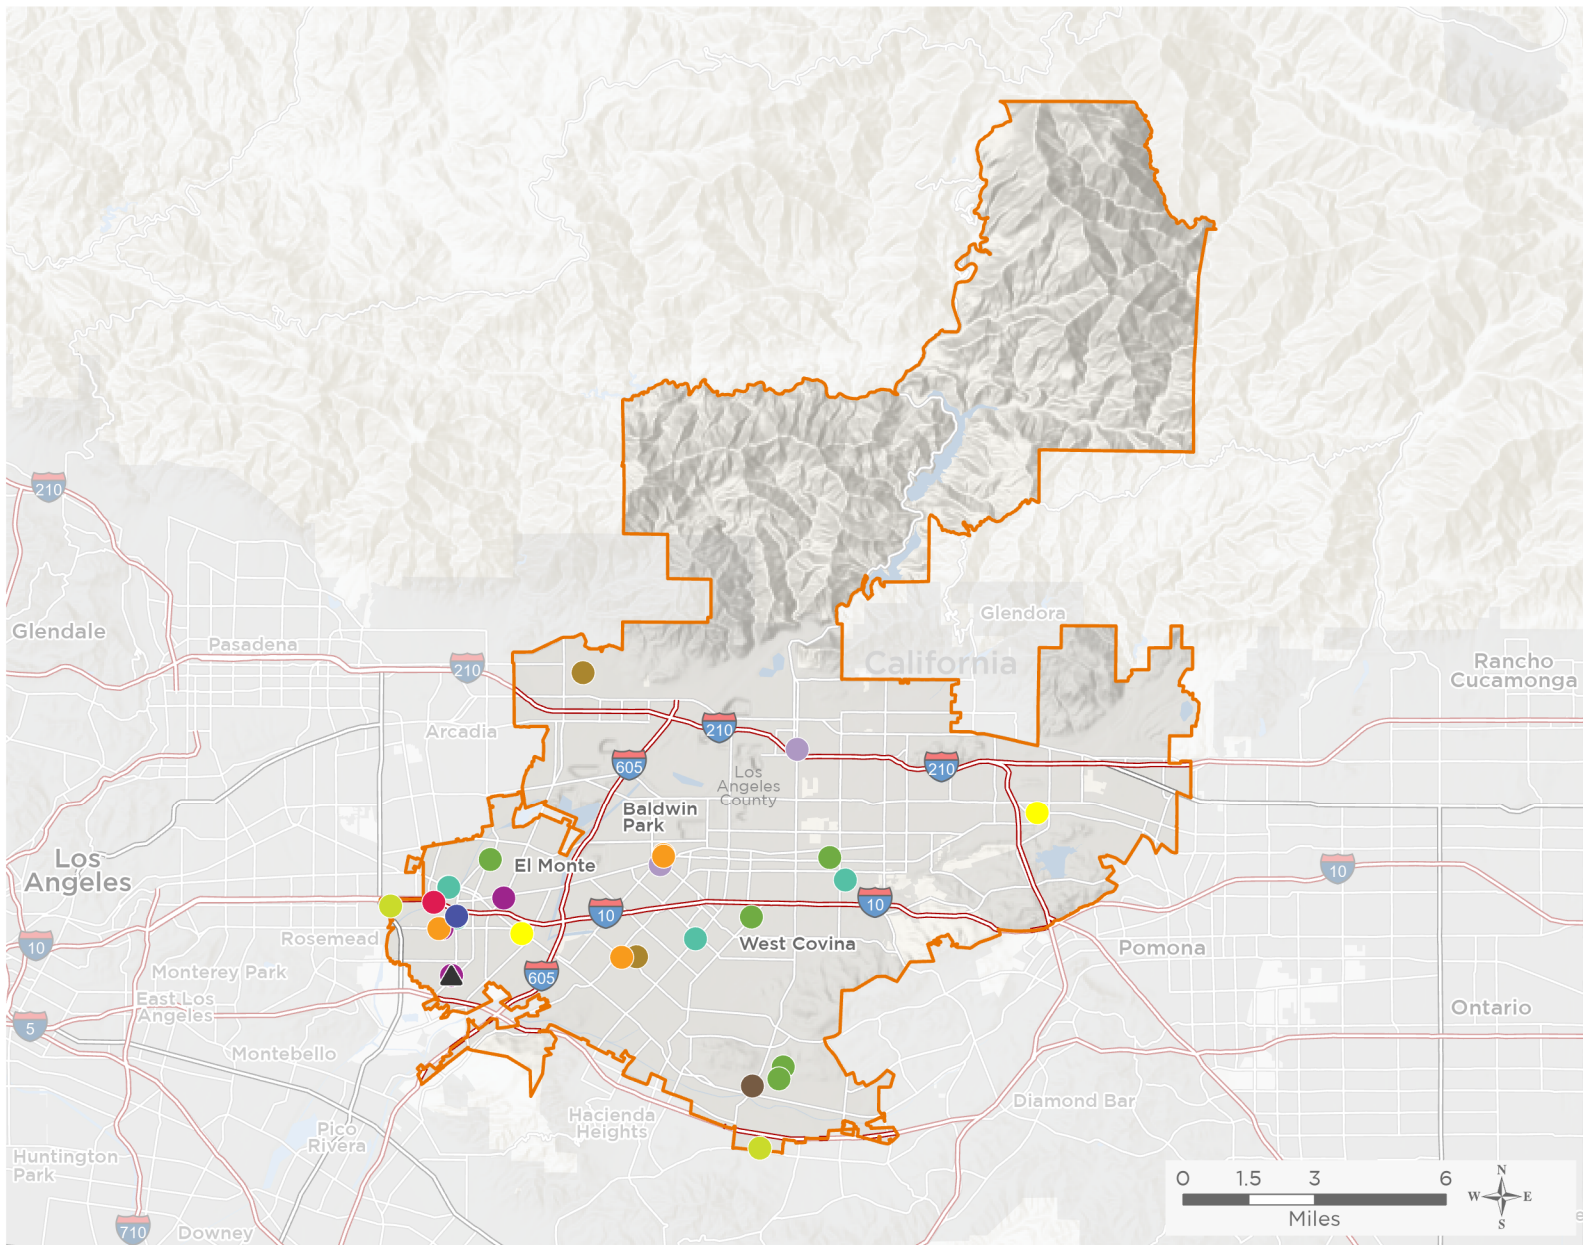 210
Glendora
Glendale
Pasadena
California
210
Rancho
Cucamonga
Arcadia
210
605
210
Los
Angeles
County
Baldwin
Park
Los
Angeles
El Monte
10
10
10
Rosemead
10
West Covina
Pomona
Monterey Park
605
East Los
Angeles
Ontario
5
Montebello
Diamond Bar
Hacienda
Heights
Pico
Rivera
Huntington
Park
0 1.5 3 6
Miles
N
W E
S
710
Downey
e